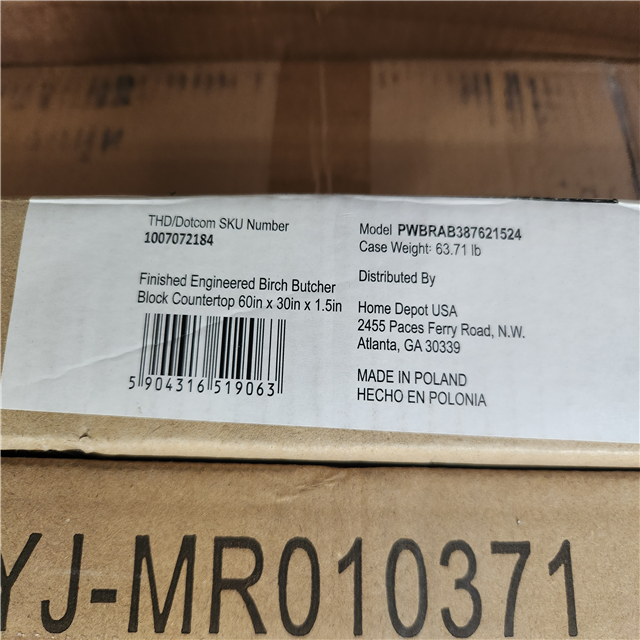 THD/Dotcom SKU Number
1007072184
Finished Engineered Birch Butcher
Block Countertop 60in x 30in x 1.5in
5 904316 519063
Model PWBRAB387621524
Case Weight: 63.71 lb
Distributed By
Home Depot USA
2455 Paces Ferry Road, N.W.
Atlanta, GA 30339
MADE IN POLAND
HECHO EN POLONIA
YJ-MR010371